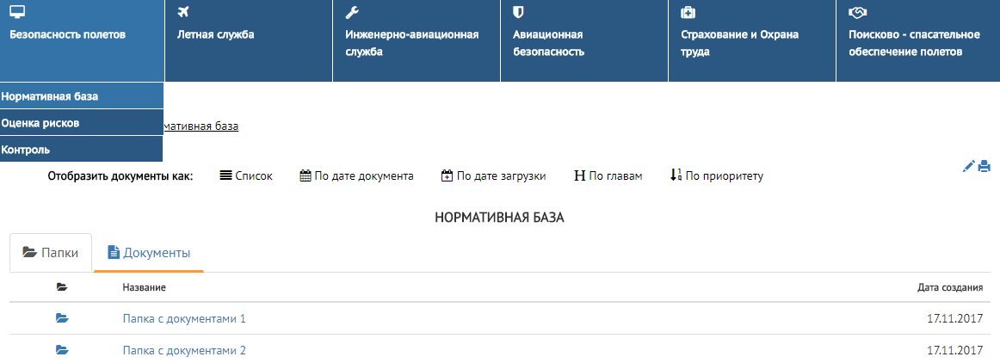 Безопасность полетов
Летная служба
Инженерно-авиационная
служба
Авиационная
безопасность
Страхование и Охрана
труда
Поисково - спасательное
обеспечение полетов
Нормативная база
Оценка рисков
Контроль
мативная база
Отобразить документы как:
Список
По дате документа
По дате загрузки
По главам
По приоритету
НОРМАТИВНАЯ БАЗА
Папки
Документы
Название
Дата создания
Папка с документами 1
17.11.2017
Папка с документами 2
17.11.2017